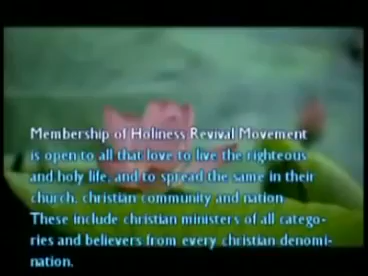 Membership of Holiness Revival Movement
is open to all that love to live the righteous
and holy life, and to spread the same in their
church, christian community and nation
These include christian ministers of all catego-
ries and believers from every christian denomi-
nation.